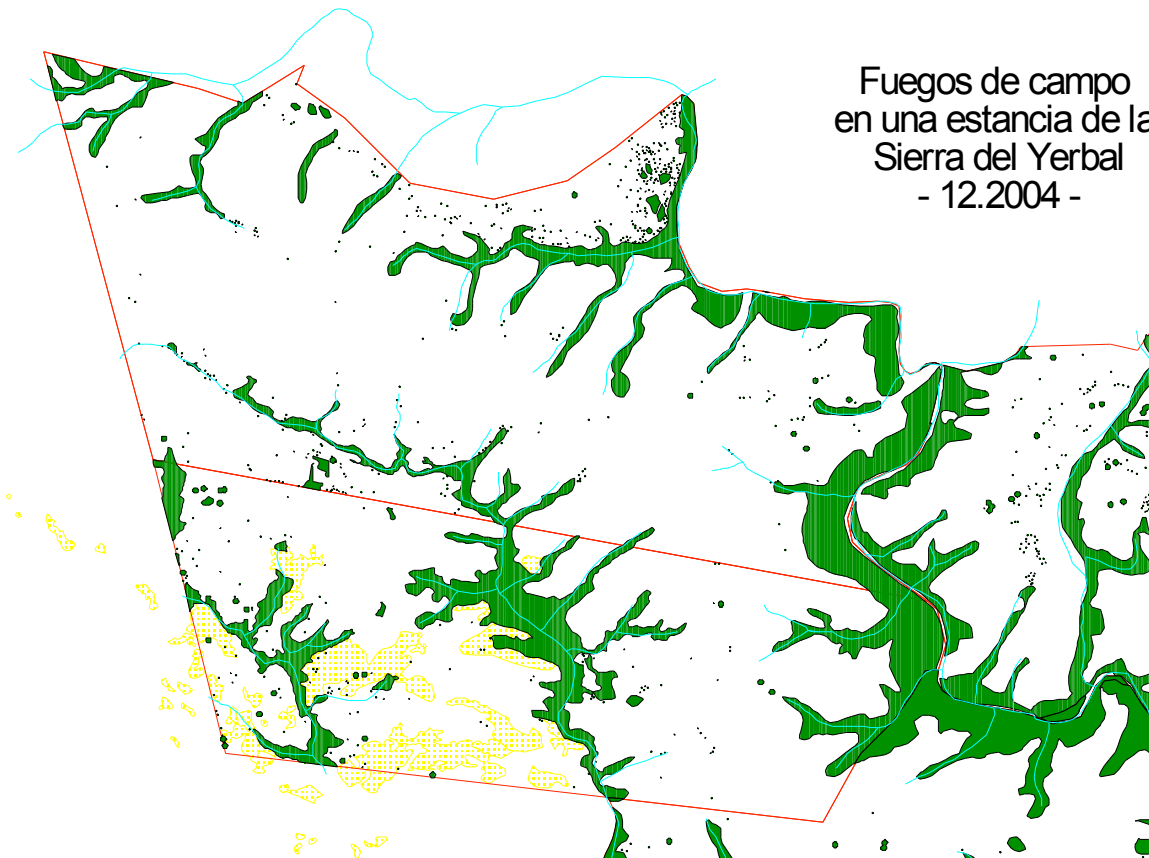 Fuegos de campo
en una estancia de la
Sierra del Yerbal
- 12.2004 -